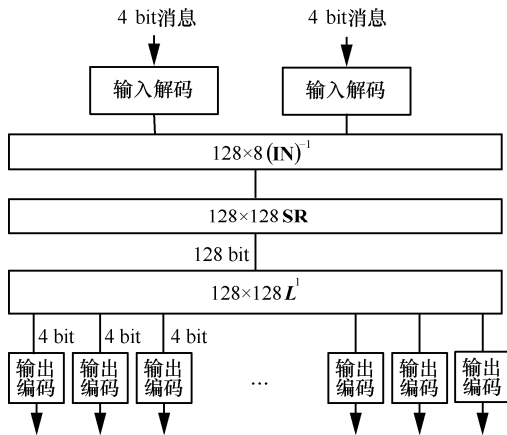 4 bit消息 4 bit消息
输入解码 输入解码
128×8 (IN)⁻¹
128×128 SR
128 bit
128×128 L¹
4 bit 4 bit 4 bit
输出编码 输出编码 输出编码 ... 输出编码 输出编码 输出编码